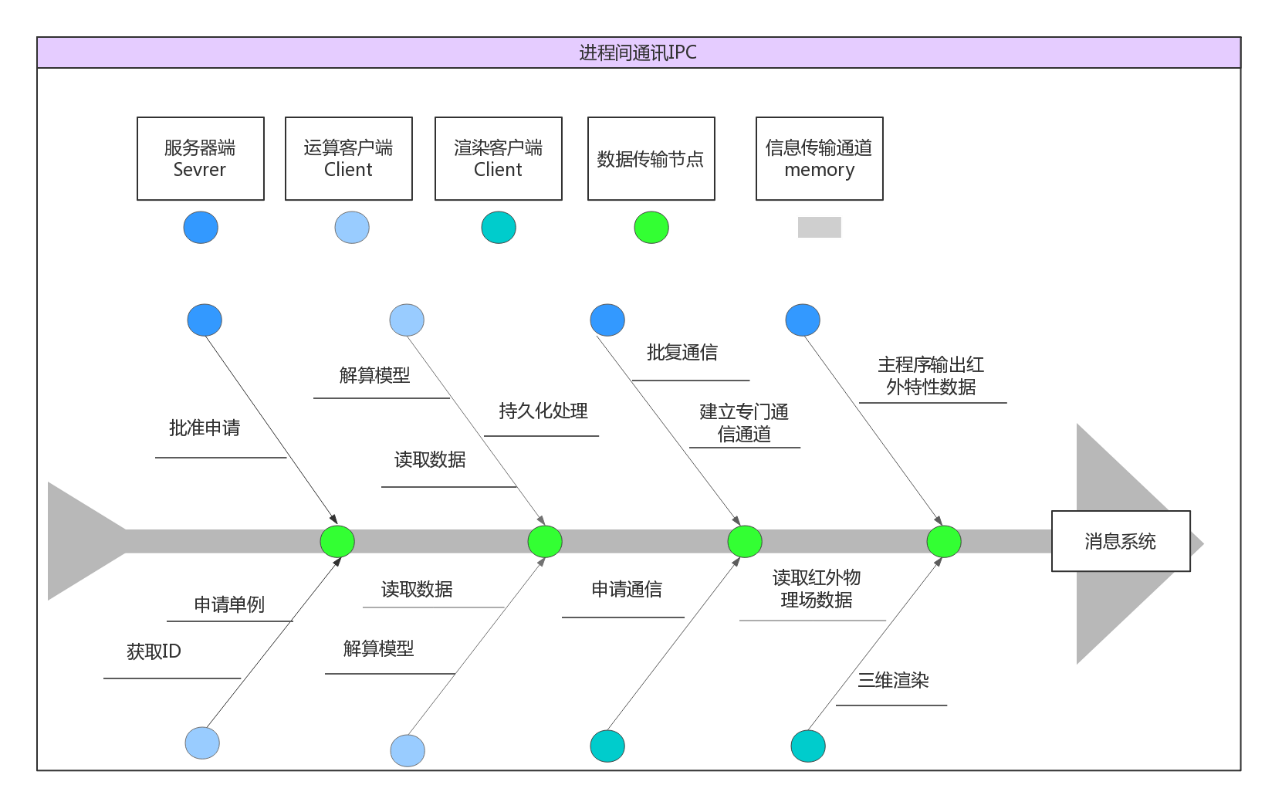 进程间通讯IPC
服务器端
Sevrer
运算客户端
Client
渲染客户端
Client
数据传输节点
信息传输通道
memory
批准申请
解算模型
读取数据
持久化处理
批复通信
建立专门通
信通道
主程序输出红
外特性数据
消息系统
申请单例
获取ID
读取数据
解算模型
申请通信
读取红外物
理场数据
三维渲染